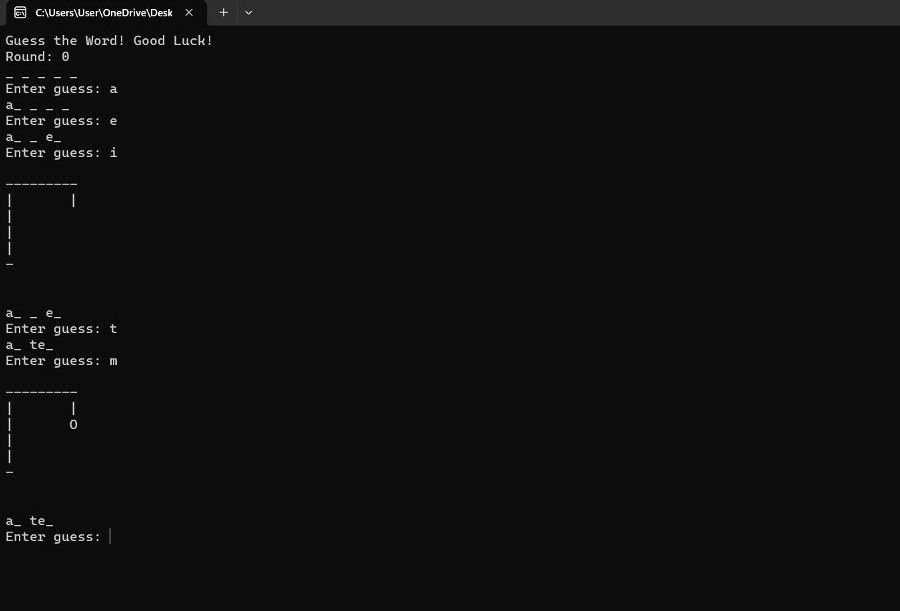 C:\Users\User\OneDrive\Desk
Guess the Word! Good Luck!
Round: 0
_ _ _ _ _
Enter guess: a
a_ _ _ _
Enter guess: e
a_ _ e_
Enter guess: i
_________
|       |
|
|
|
-
a_ _ e_
Enter guess: t
a_ te_
Enter guess: m
_________
|       |
|       O
|
|
-
a_ te_
Enter guess: